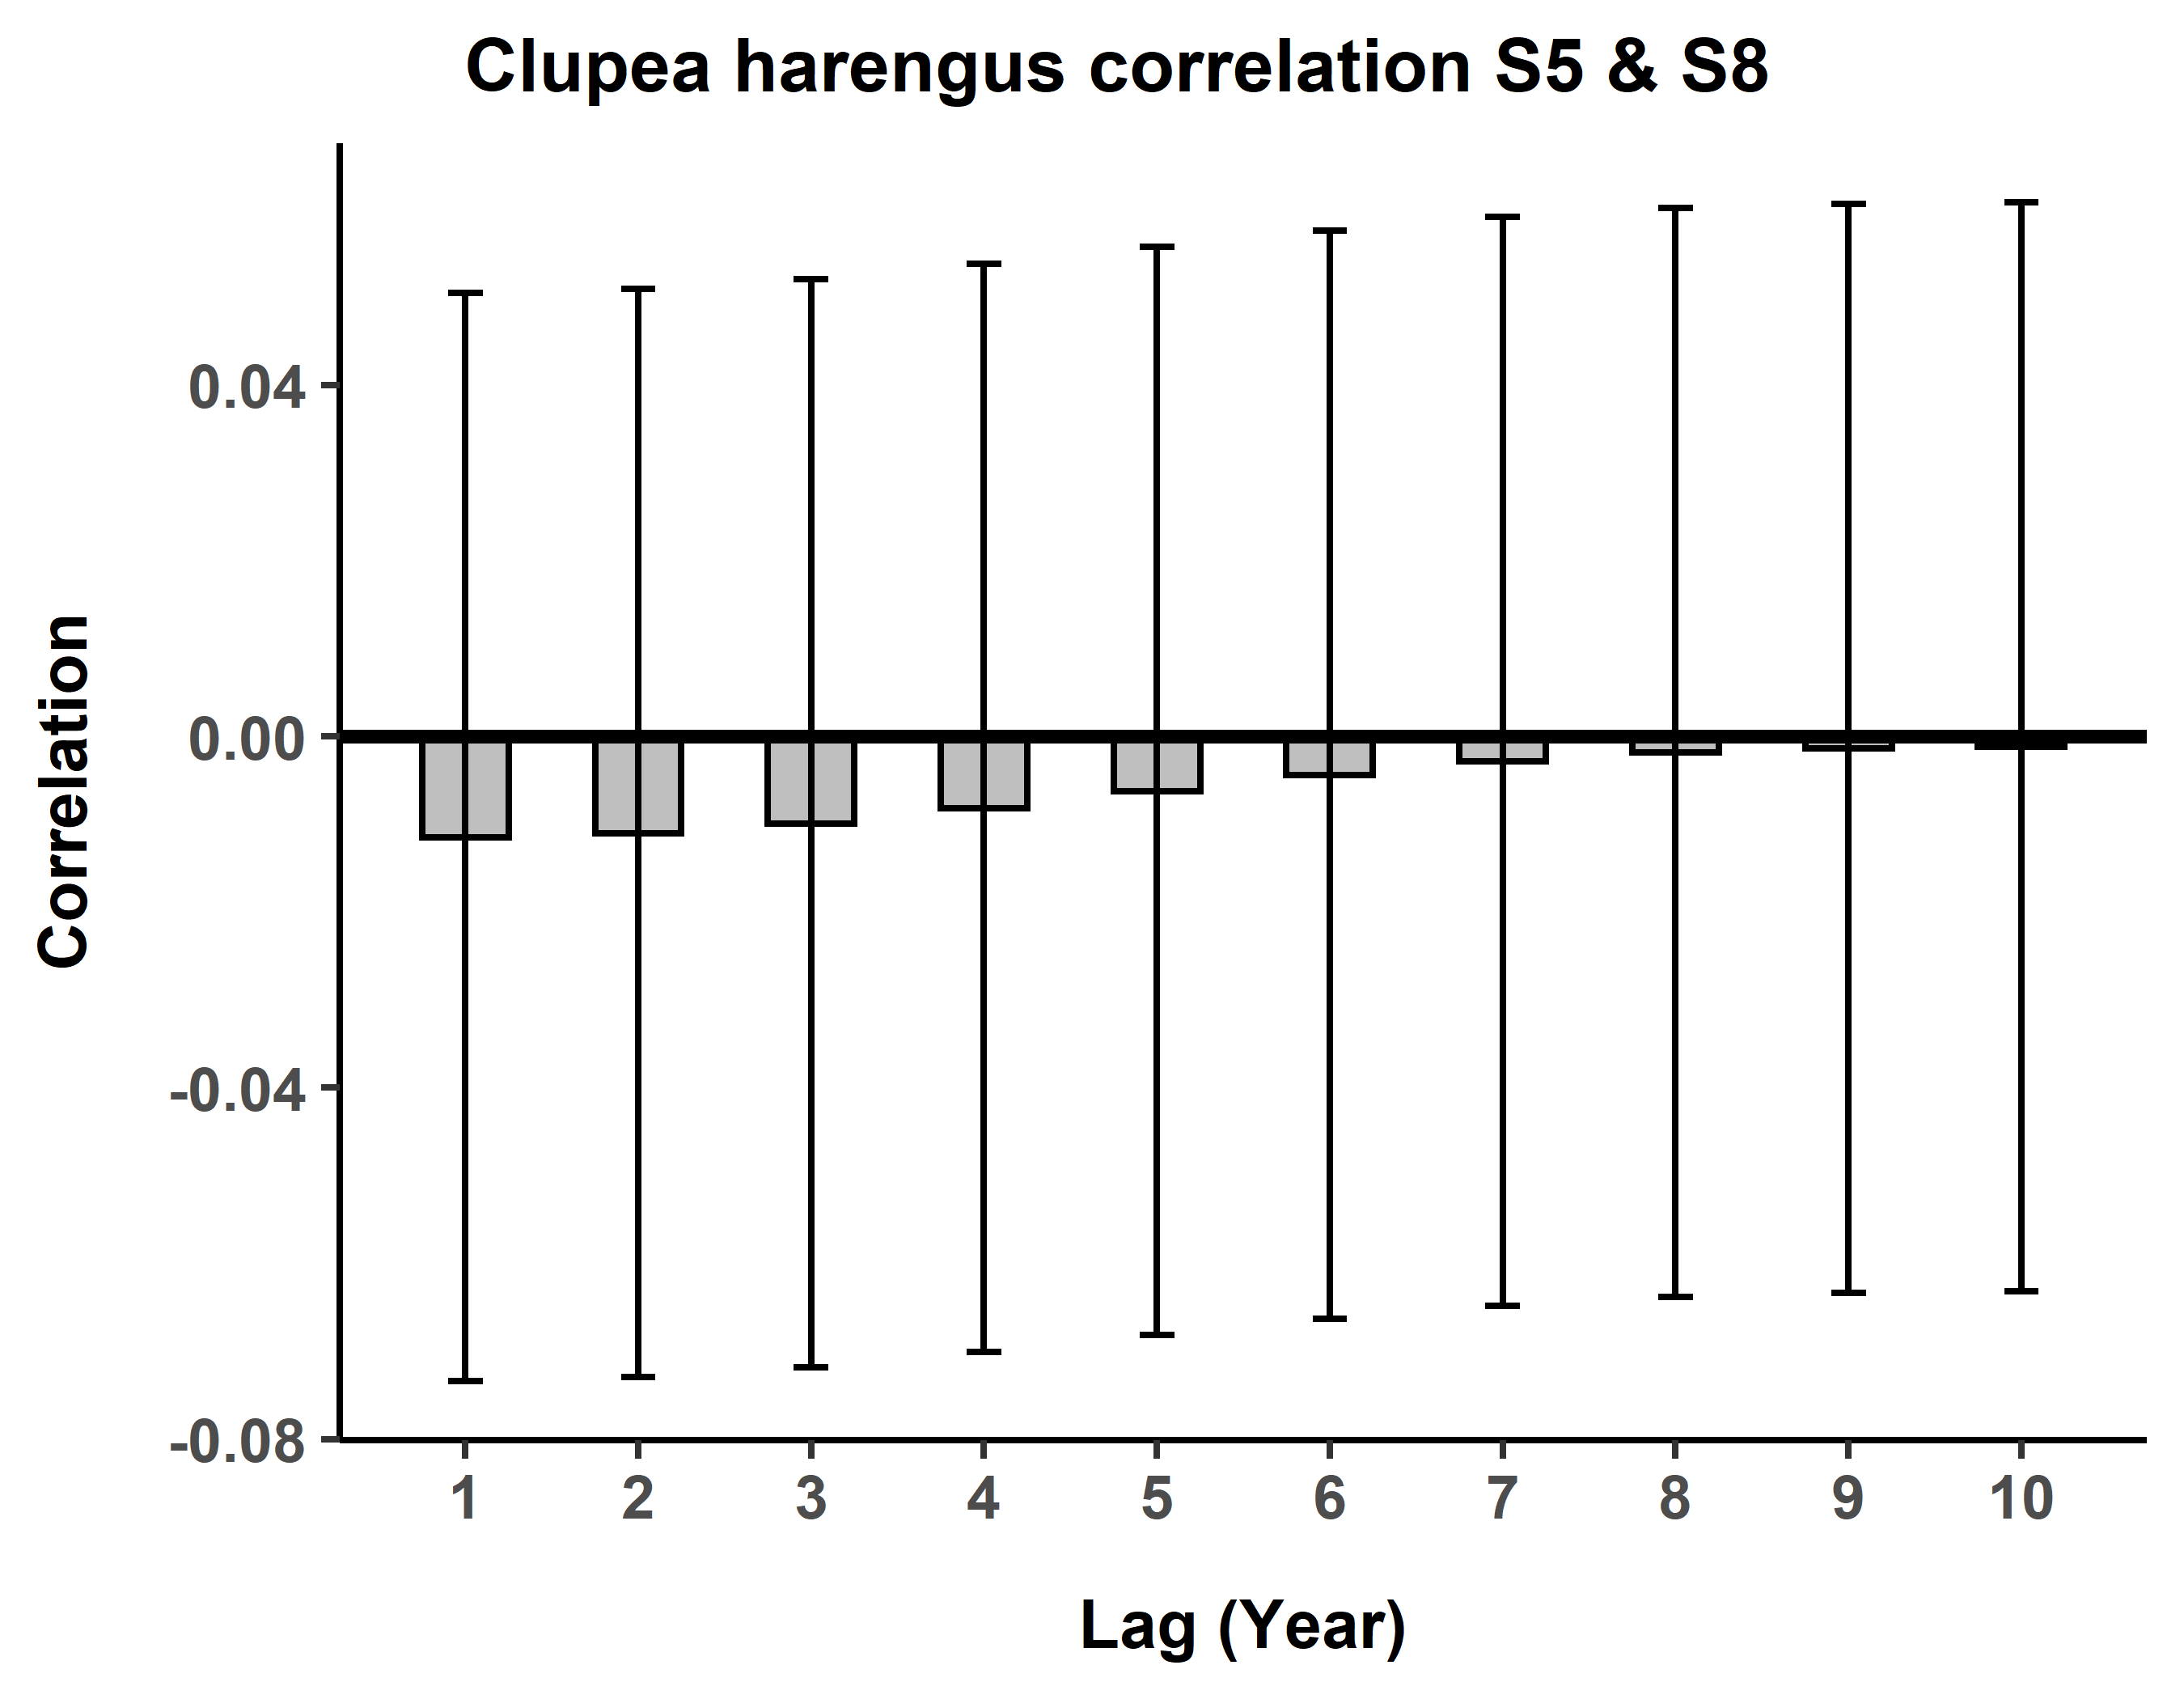 Clupea harengus correlation S5 & S8
Correlation
0.04
0.00
-0.04
-0.08
1 2 3 4 5 6 7 8 9 10
Lag (Year)